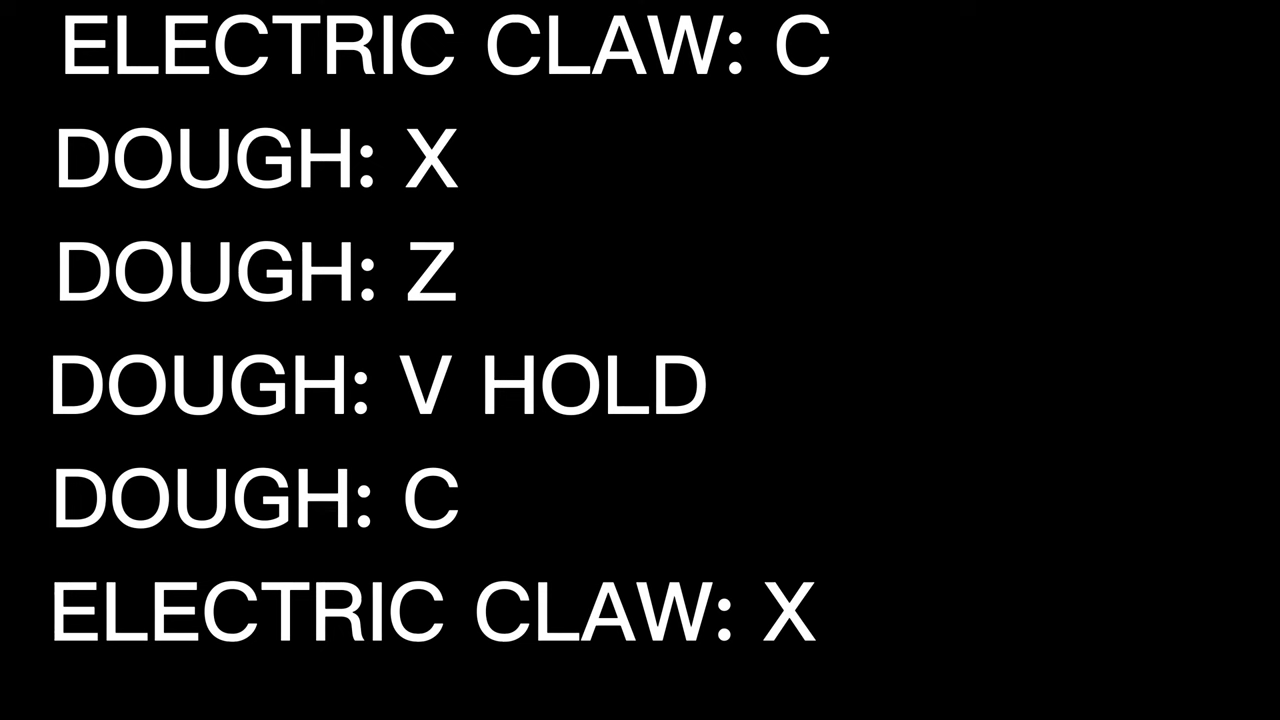 ELECTRIC CLAW: C
DOUGH: X
DOUGH: Z
DOUGH: V HOLD
DOUGH: C
ELECTRIC CLAW: X